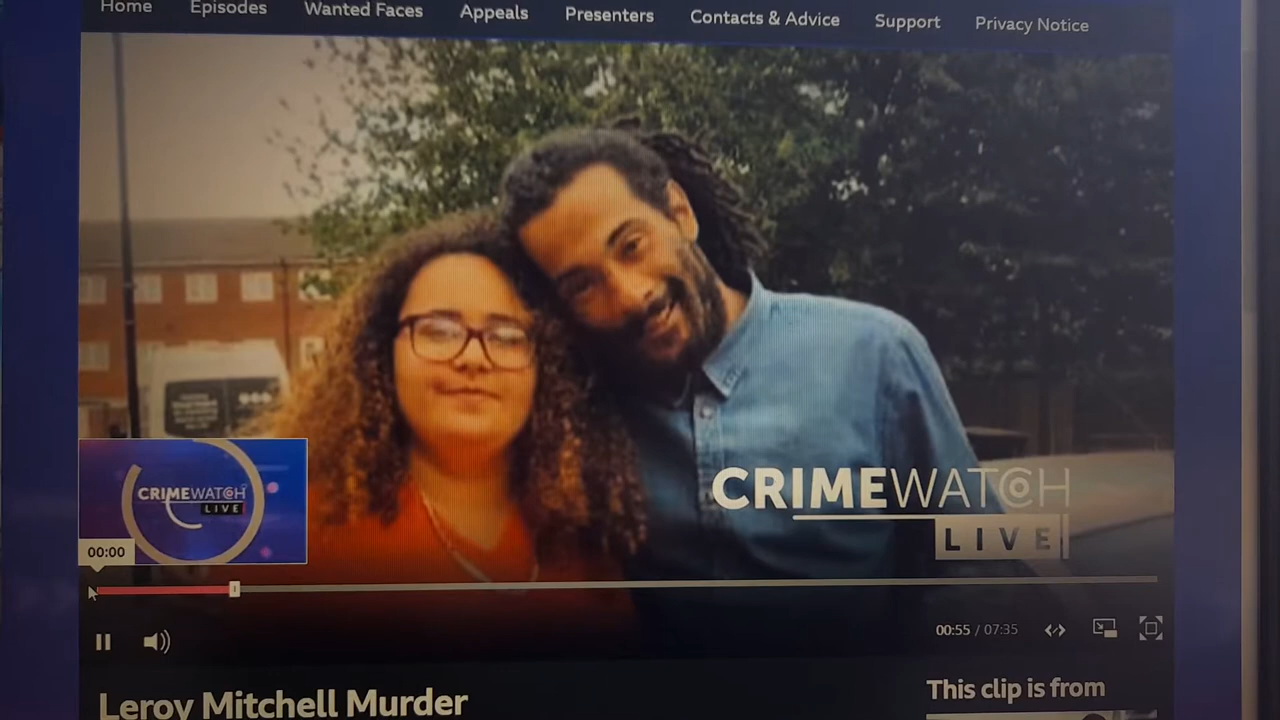 Home Episodes Wanted Faces Appeals Presenters Contacts & Advice Support Privacy Notice
CRIMEWATCH
LIVE
CRIMEWATCH
LIVE
00:00
00:55 / 07:35
Leroy Mitchell Murder
This clip is from